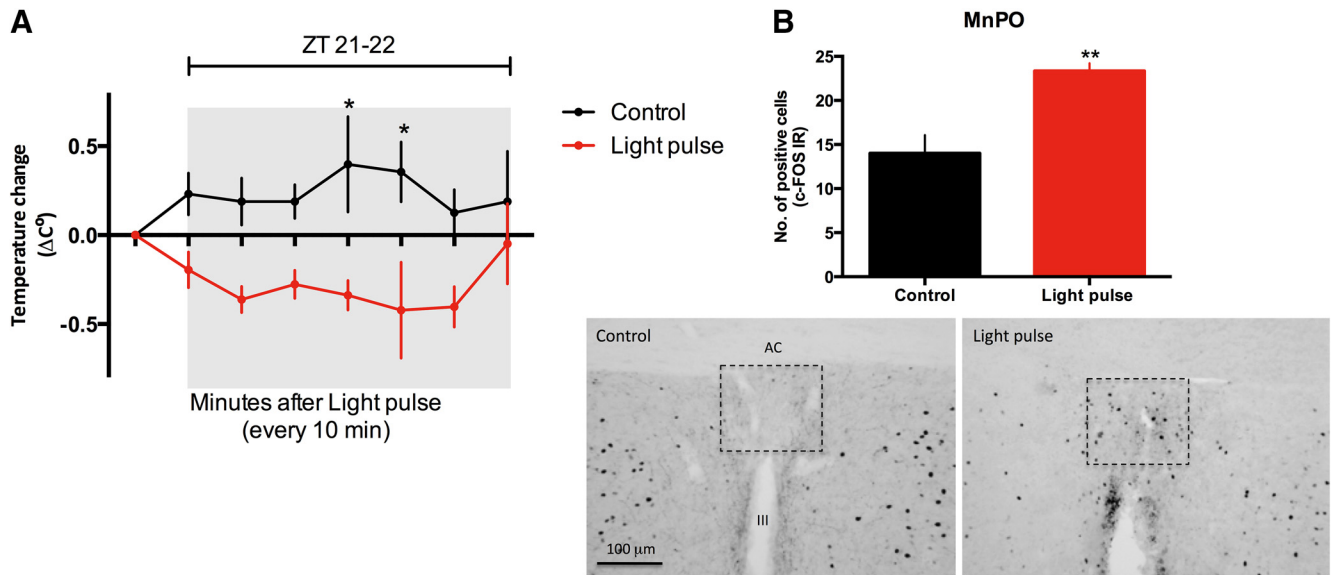 A
ZT 21-22
0.5
0.0
-0.5
Temperature change
(ΔCº)
*
*
Minutes after Light pulse
(every 10 min)
Control
Light pulse
B
MnPO
25
20
15
10
5
0
No. of positive cells
(c-FOS IR)
**
Control
Light pulse
Control
AC
III
100 μm
Light pulse